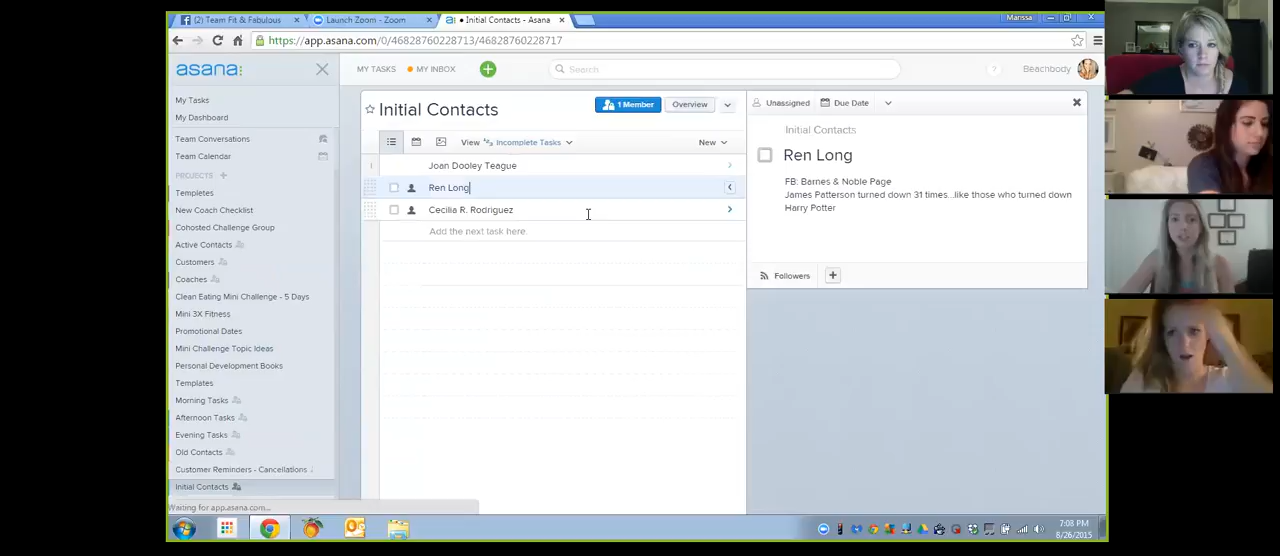 (2) Team Fit & Fabulous
Launch Zoom - Zoom
• Initial Contacts - Asana
Marissa
https://app.asana.com/0/46828760228713/46828760228717
asana:
MY TASKS
MY INBOX
Search
?
Beachbody
My Tasks
My Dashboard
Team Conversations
Team Calendar
PROJECTS
Templates
New Coach Checklist
Cohosted Challenge Group
Active Contacts
Customers
Coaches
Clean Eating Mini Challenge - 5 Days
Mini 3X Fitness
Promotional Dates
Mini Challenge Topic Ideas
Personal Development Books
Templates
Morning Tasks
Afternoon Tasks
Evening Tasks
Old Contacts
Customer Reminders - Cancellations
Initial Contacts
Waiting for app.asana.com...
Initial Contacts
1 Member
Overview
View Incomplete Tasks
New
1
Joan Dooley Teague
Ren Long
Cecilia R. Rodriguez
Add the next task here.
Unassigned
Due Date
Initial Contacts
Ren Long
FB: Barnes & Noble Page
James Patterson turned down 31 times...like those who turned down
Harry Potter
Followers
7:08 PM
8/26/2015